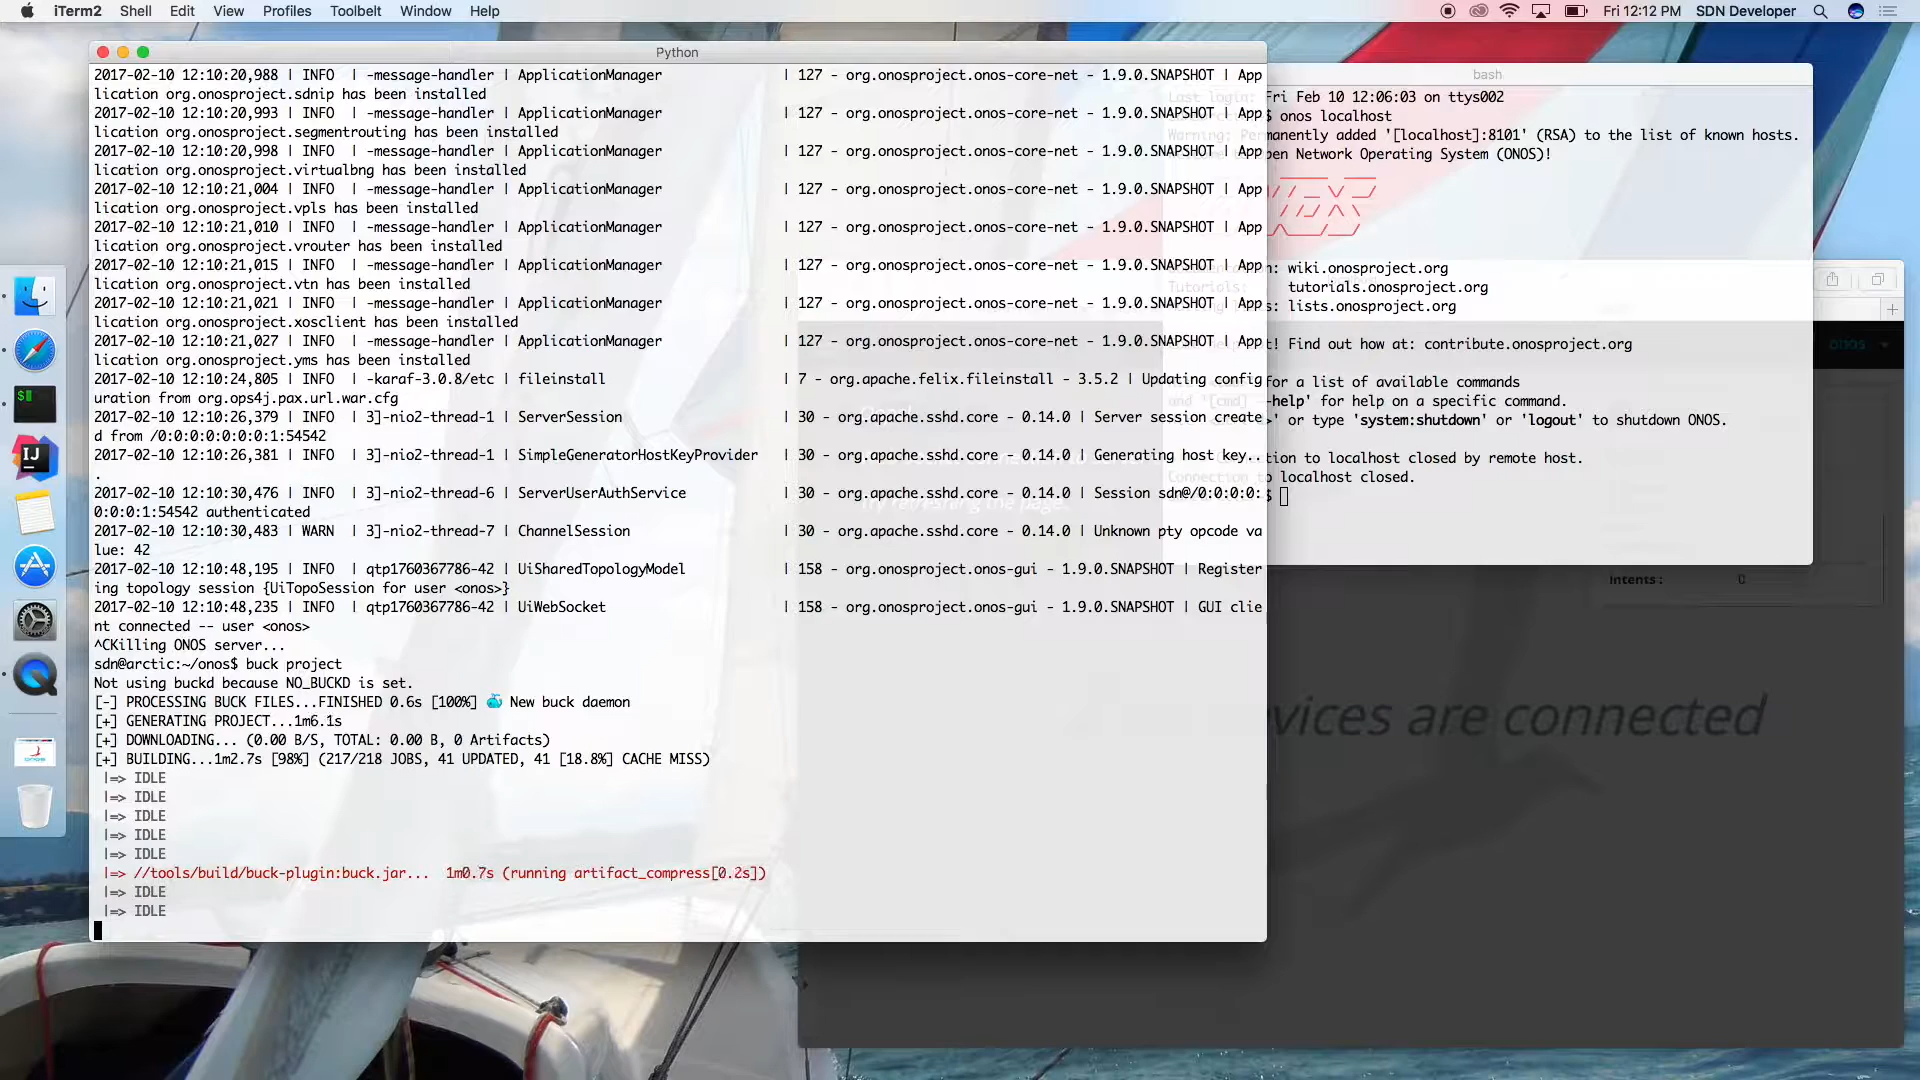 iTerm2 Shell Edit View Profiles Toolbelt Window Help
Fri 12:12 PM SDN Developer
Python
2017-02-10 12:10:20,988 | INFO | -message-handler | ApplicationManager | 127 - org.onosproject.onos-core-net - 1.9.0.SNAPSHOT | App
lication org.onosproject.sdnip has been installed
2017-02-10 12:10:20,993 | INFO | -message-handler | ApplicationManager | 127 - org.onosproject.onos-core-net - 1.9.0.SNAPSHOT | App
lication org.onosproject.segmentrouting has been installed
2017-02-10 12:10:20,998 | INFO | -message-handler | ApplicationManager | 127 - org.onosproject.onos-core-net - 1.9.0.SNAPSHOT | App
lication org.onosproject.virtualbng has been installed
2017-02-10 12:10:21,004 | INFO | -message-handler | ApplicationManager | 127 - org.onosproject.onos-core-net - 1.9.0.SNAPSHOT | App
lication org.onosproject.vpls has been installed
2017-02-10 12:10:21,010 | INFO | -message-handler | ApplicationManager | 127 - org.onosproject.onos-core-net - 1.9.0.SNAPSHOT | App
lication org.onosproject.vrouter has been installed
2017-02-10 12:10:21,015 | INFO | -message-handler | ApplicationManager | 127 - org.onosproject.onos-core-net - 1.9.0.SNAPSHOT | App
lication org.onosproject.vtn has been installed
2017-02-10 12:10:21,021 | INFO | -message-handler | ApplicationManager | 127 - org.onosproject.onos-core-net - 1.9.0.SNAPSHOT | App
lication org.onosproject.xosclient has been installed
2017-02-10 12:10:21,027 | INFO | -message-handler | ApplicationManager | 127 - org.onosproject.onos-core-net - 1.9.0.SNAPSHOT | App
lication org.onosproject.yms has been installed
2017-02-10 12:10:24,805 | INFO | -karaf-3.0.8/etc | fileinstall | 7 - org.apache.felix.fileinstall - 3.5.2 | Updating config
uration from org.ops4j.pax.url.war.cfg
2017-02-10 12:10:26,379 | INFO | 3]-nio2-thread-1 | ServerSession | 30 - org.apache.sshd.core - 0.14.0 | Server session create
d from /0:0:0:0:0:0:0:1:54542
2017-02-10 12:10:26,381 | INFO | 3]-nio2-thread-1 | SimpleGeneratorHostKeyProvider | 30 - org.apache.sshd.core - 0.14.0 | Generating host key..
.
2017-02-10 12:10:30,476 | INFO | 3]-nio2-thread-6 | ServerUserAuthService | 30 - org.apache.sshd.core - 0.14.0 | Session sdn@/0:0:0:0:
0:0:0:1:54542 authenticated
2017-02-10 12:10:30,483 | WARN | 3]-nio2-thread-7 | ChannelSession | 30 - org.apache.sshd.core - 0.14.0 | Unknown pty opcode va
lue: 42
2017-02-10 12:10:48,195 | INFO | qtp1760367786-42 | UiSharedTopologyModel | 158 - org.onosproject.onos-gui - 1.9.0.SNAPSHOT | Register
ing topology session {UiTopoSession for user <onos>}
2017-02-10 12:10:48,235 | INFO | qtp1760367786-42 | UiWebSocket | 158 - org.onosproject.onos-gui - 1.9.0.SNAPSHOT | GUI clie
nt connected -- user <onos>
^CKilling ONOS server...
sdn@arctic:~/onos$ buck project
Not using buckd because NO_BUCKD is set.
[-] PROCESSING BUCK FILES...FINISHED 0.6s [100%] 🐳 New buck daemon
[+] GENERATING PROJECT...1m6.1s
[+] DOWNLOADING... (0.00 B/S, TOTAL: 0.00 B, 0 Artifacts)
[+] BUILDING...1m2.7s [98%] (217/218 JOBS, 41 UPDATED, 41 [18.8%] CACHE MISS)
|=> IDLE
|=> IDLE
|=> IDLE
|=> IDLE
|=> IDLE
|=> //tools/build/buck-plugin:buck.jar... 1m0.7s (running artifact_compress[0.2s])
|=> IDLE
|=> IDLE
bash
Last login: Fri Feb 10 12:06:03 on ttys002
$ onos localhost
Warning: Permanently added '[localhost]:8101' (RSA) to the list of known hosts.
Open Network Operating System (ONOS)!
wiki.onosproject.org
tutorials.onosproject.org
lists.onosproject.org
! Find out how at: contribute.onosproject.org
for a list of available commands
and '[cmd] --help' for help on a specific command.
' or type 'system:shutdown' or 'logout' to shutdown ONOS.
Connection to localhost closed by remote host.
Connection to localhost closed.
$
onos
try refreshing the page.
Intents: 0
devices are connected